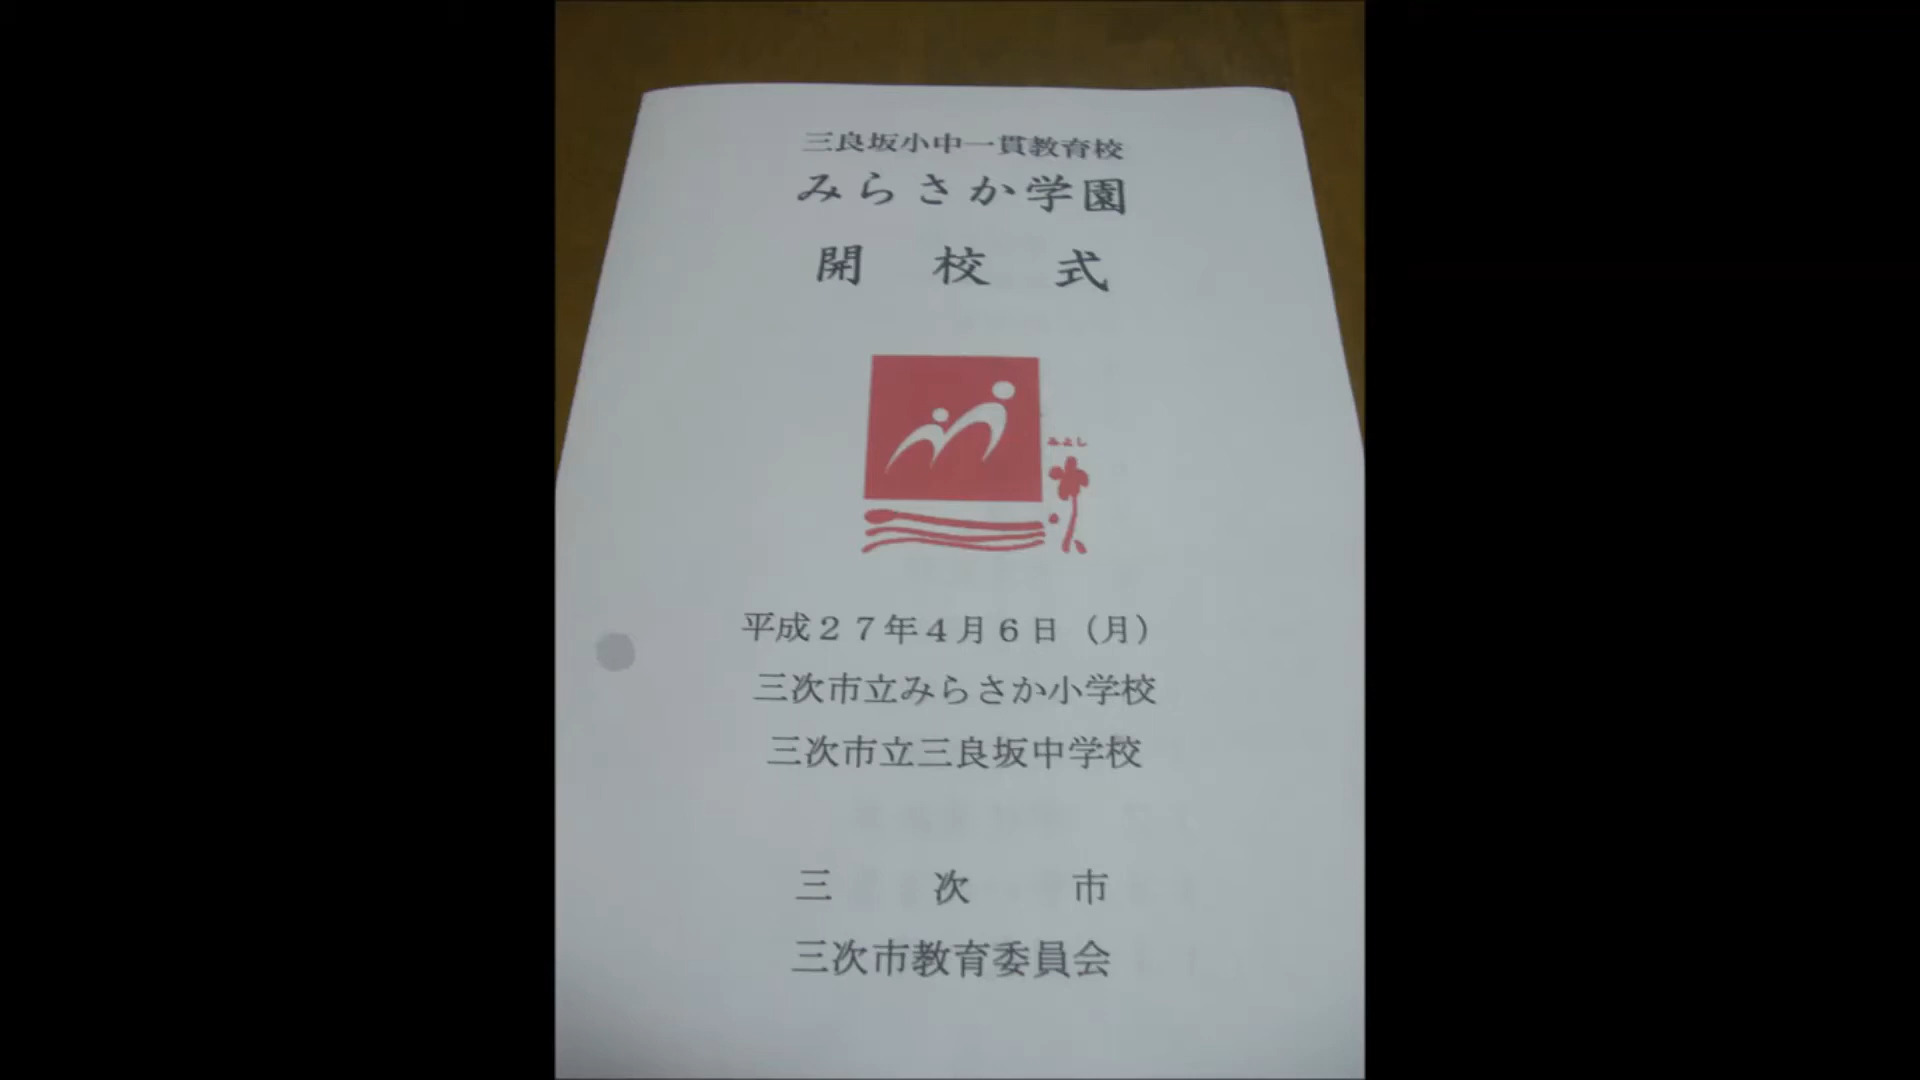 三良坂小中一貫教育校
みらさか学園
開校式
みよし
平成27年4月6日（月）
三次市立みらさか小学校
三次市立三良坂中学校
三次市
三次市教育委員会